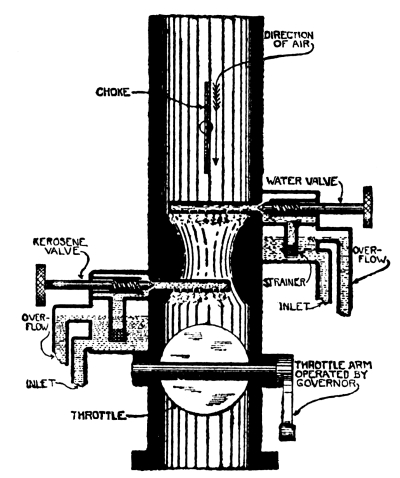 DIRECTION
OF AIR
CHOKE
WATER VALVE
KEROSENE
VALVE
OVER-
FLOW
STRAINER
INLET
OVER-
FLOW
INLET
THROTTLE
THROTTLE ARM
OPERATED BY
GOVERNOR